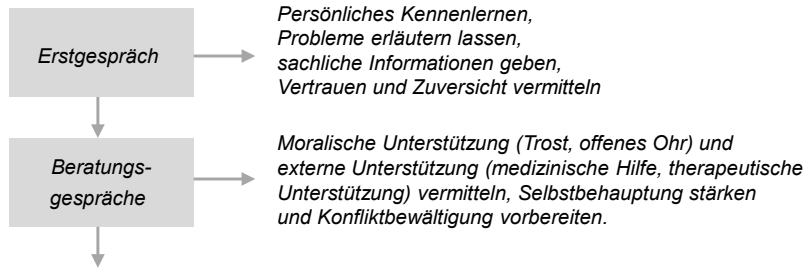 Erstgespräch
Persönliches Kennenlernen,
Probleme erläutern lassen,
sachliche Informationen geben,
Vertrauen und Zuversicht vermitteln
Beratungs-
gespräche
Moralische Unterstützung (Trost, offenes Ohr) und
externe Unterstützung (medizinische Hilfe, therapeutische
Unterstützung) vermitteln, Selbstbehauptung stärken
und Konfliktbewältigung vorbereiten.